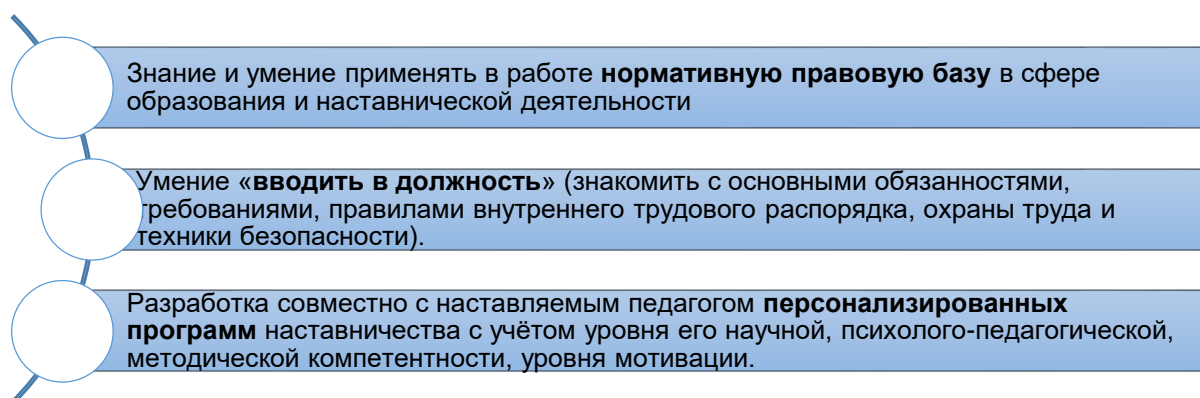 Знание и умение применять в работе нормативную правовую базу в сфере
образования и наставнической деятельности
Умение «вводить в должность» (знакомить с основными обязанностями,
требованиями, правилами внутреннего трудового распорядка, охраны труда и
техники безопасности).
Разработка совместно с наставляемым педагогом персонализированных
программ наставничества с учётом уровня его научной, психолого-педагогической,
методической компетентности, уровня мотивации.